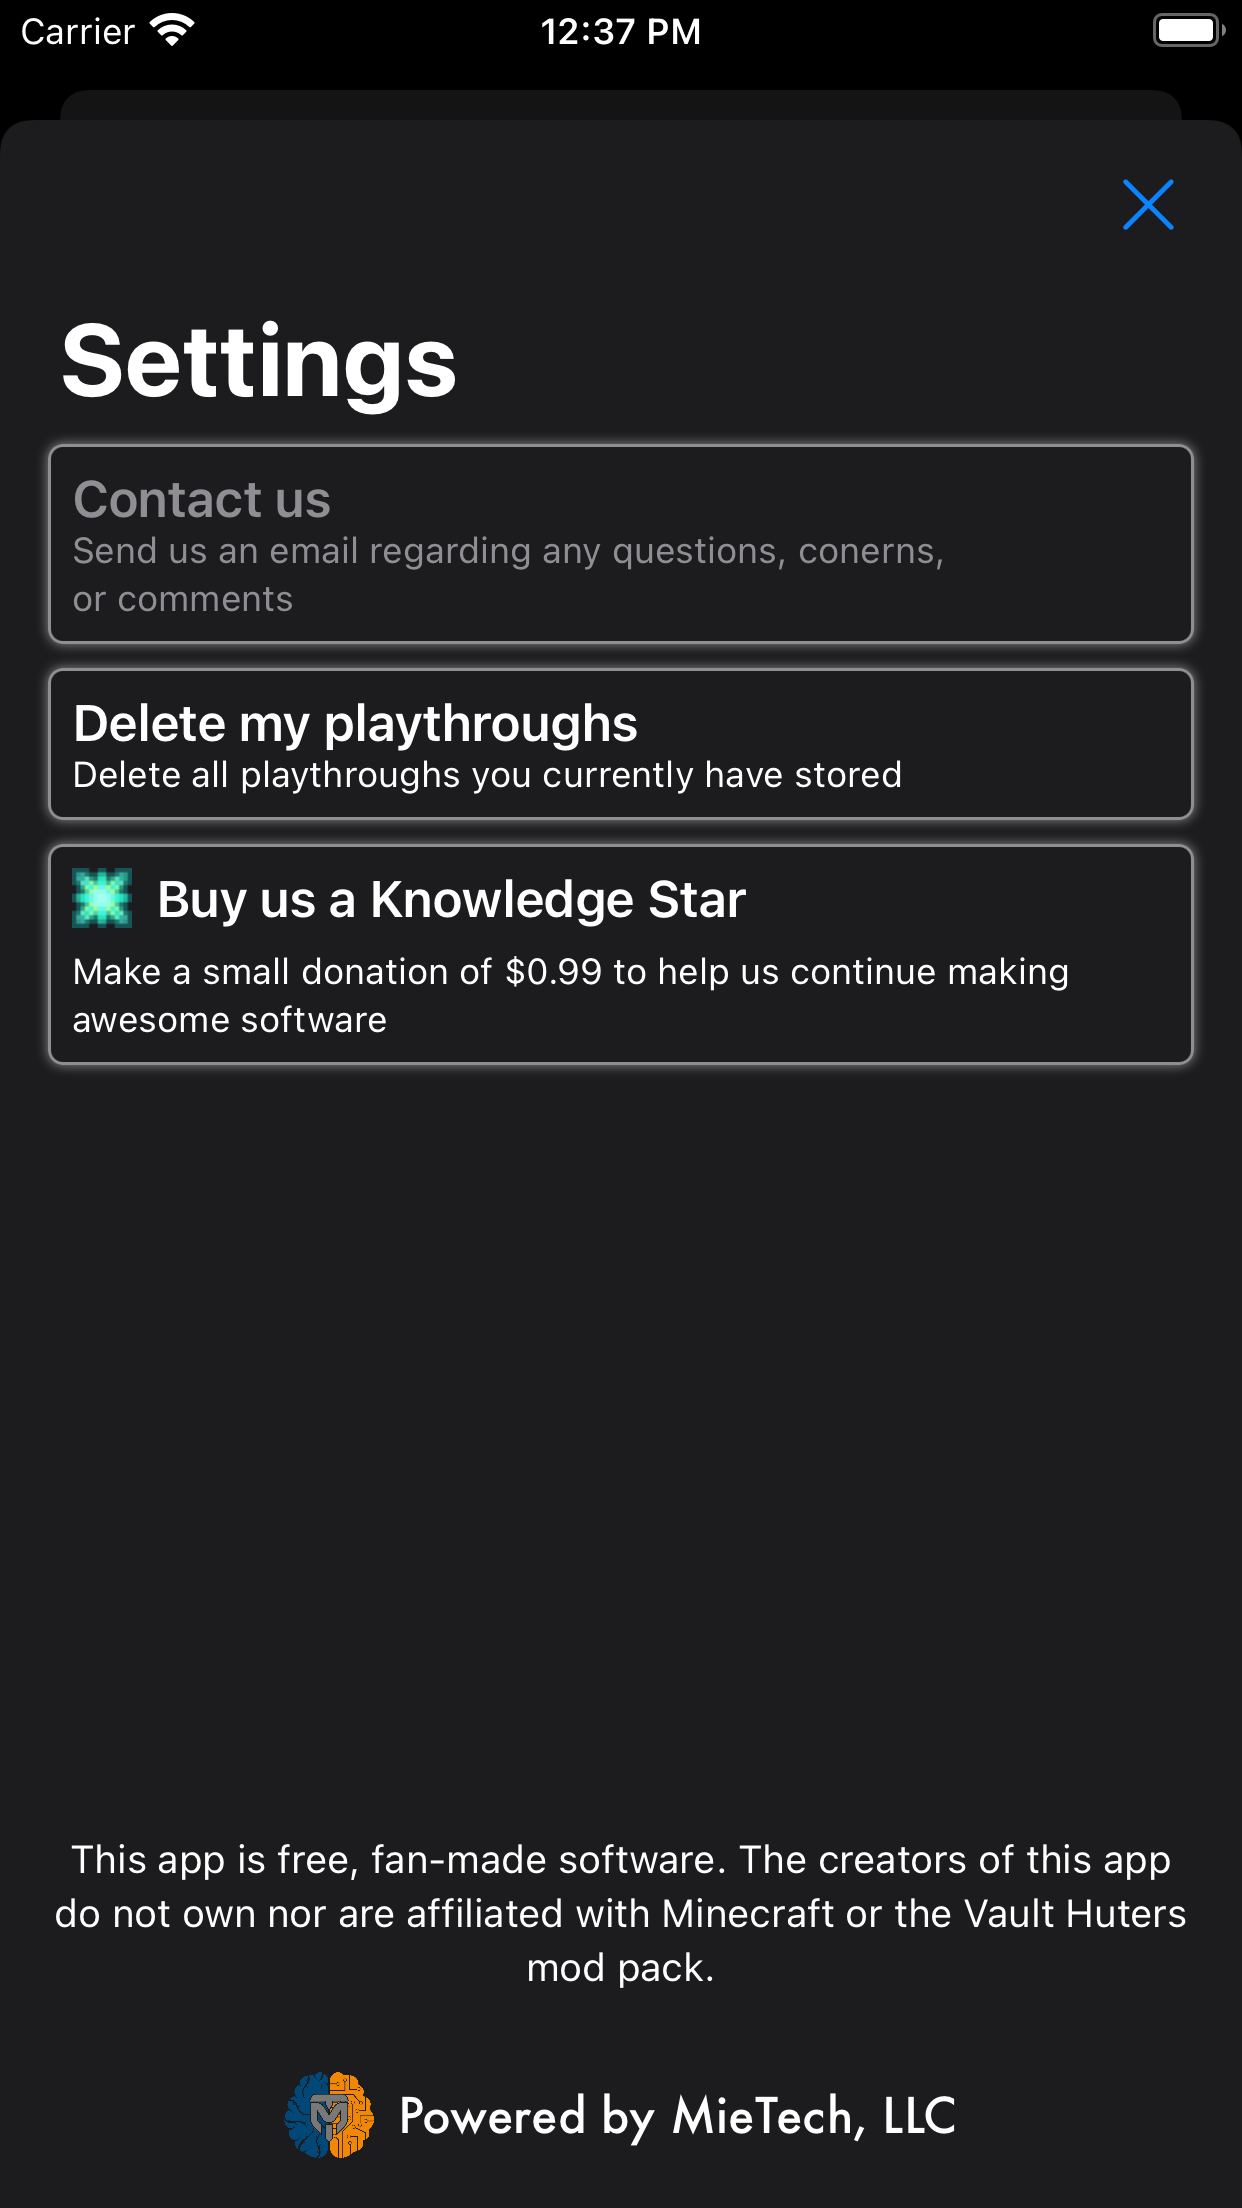 Carrier
12:37 PM
Settings
Contact us
Send us an email regarding any questions, conerns,
or comments
Delete my playthroughs
Delete all playthroughs you currently have stored
Buy us a Knowledge Star
Make a small donation of $0.99 to help us continue making
awesome software
This app is free, fan-made software. The creators of this app
do not own nor are affiliated with Minecraft or the Vault Huters
mod pack.
Powered by MieTech, LLC